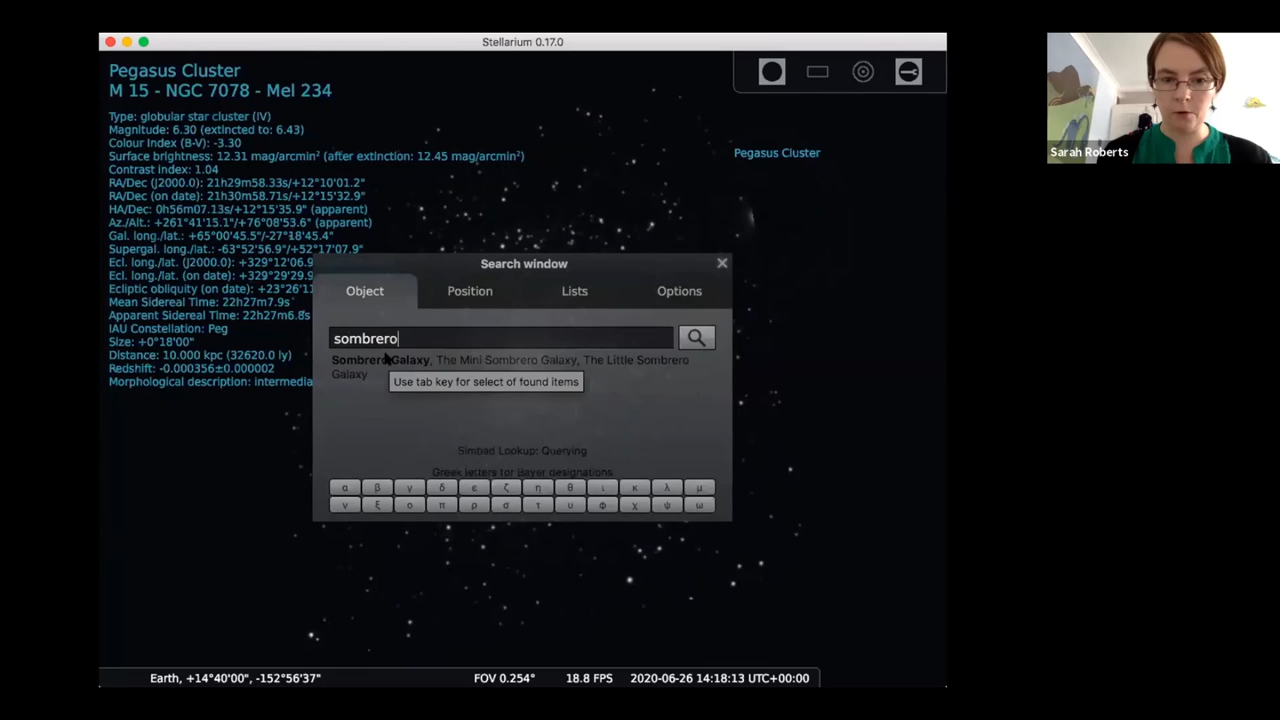 Stellarium 0.17.0
Pegasus Cluster
M 15 - NGC 7078 - Mel 234
Type: globular star cluster (IV)
Magnitude: 6.30 (extincted to: 6.43)
Colour Index (B-V): -3.30
Surface brightness: 12.31 mag/arcmin² (after extinction: 12.45 mag/arcmin²)
Contrast index: 1.04
RA/Dec (J2000.0): 21h29m58.33s/+12°10'01.2"
RA/Dec (on date): 21h30m58.71s/+12°15'32.9"
HA/Dec: 0h56m07.13s/+12°15'35.9" (apparent)
Az./Alt.: +261°41'15.1"/+76°08'53.6" (apparent)
Gal. long./lat.: +65°00'45.5"/-27°18'45.4"
Supergal. long./lat.: -63°52'56.9"/+52°17'07.9"
Ecl. long./lat. (J2000.0): +329°12'06.9
Ecl. long./lat. (on date): +329°29'29.9
Ecliptic obliquity (on date): +23°26'11
Mean Sidereal Time: 22h27m7.9s
Apparent Sidereal Time: 22h27m6.8s
IAU Constellation: Peg
Size: +0°18'00"
Distance: 10.000 kpc (32620.0 ly)
Redshift: -0.000356±0.000002
Morphological description: intermedia
Pegasus Cluster
Sarah Roberts
Search window
Object Position Lists Options
sombrero
Sombrero Galaxy, The Mini Sombrero Galaxy, The Little Sombrero
Galaxy
Use tab key for select of found items
Simbad Lookup: Querying
Greek letters for Bayer designations
α β γ δ ε ζ η θ ι κ λ μ
ν ξ ο π ρ σ τ υ φ χ ψ ω
Earth, +14°40'00", -152°56'37" FOV 0.254° 18.8 FPS 2020-06-26 14:18:13 UTC+00:00